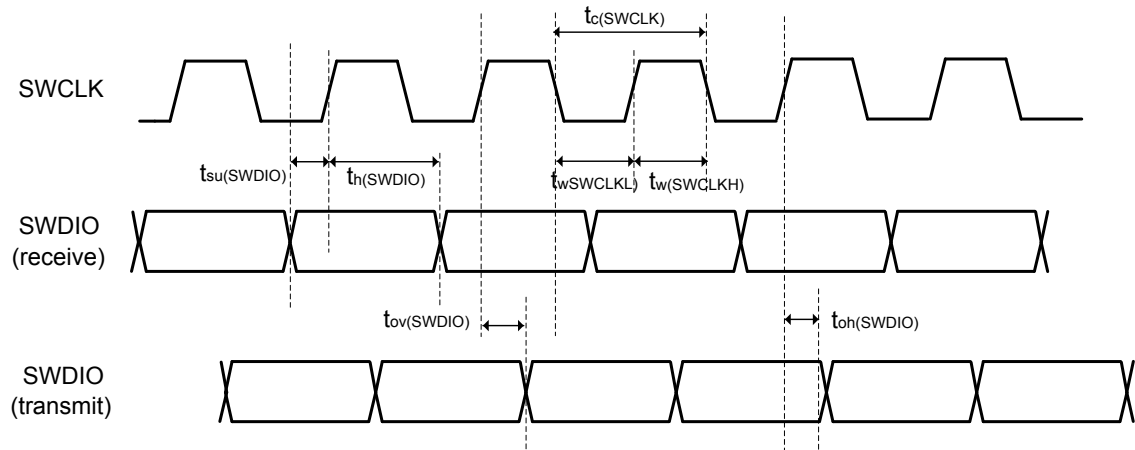 tc(SWCLK)
SWCLK
tsu(SWDIO)
th(SWDIO)
twSWCLKL)
tw(SWCLKH)
SWDIO
(receive)
tov(SWDIO)
toh(SWDIO)
SWDIO
(transmit)